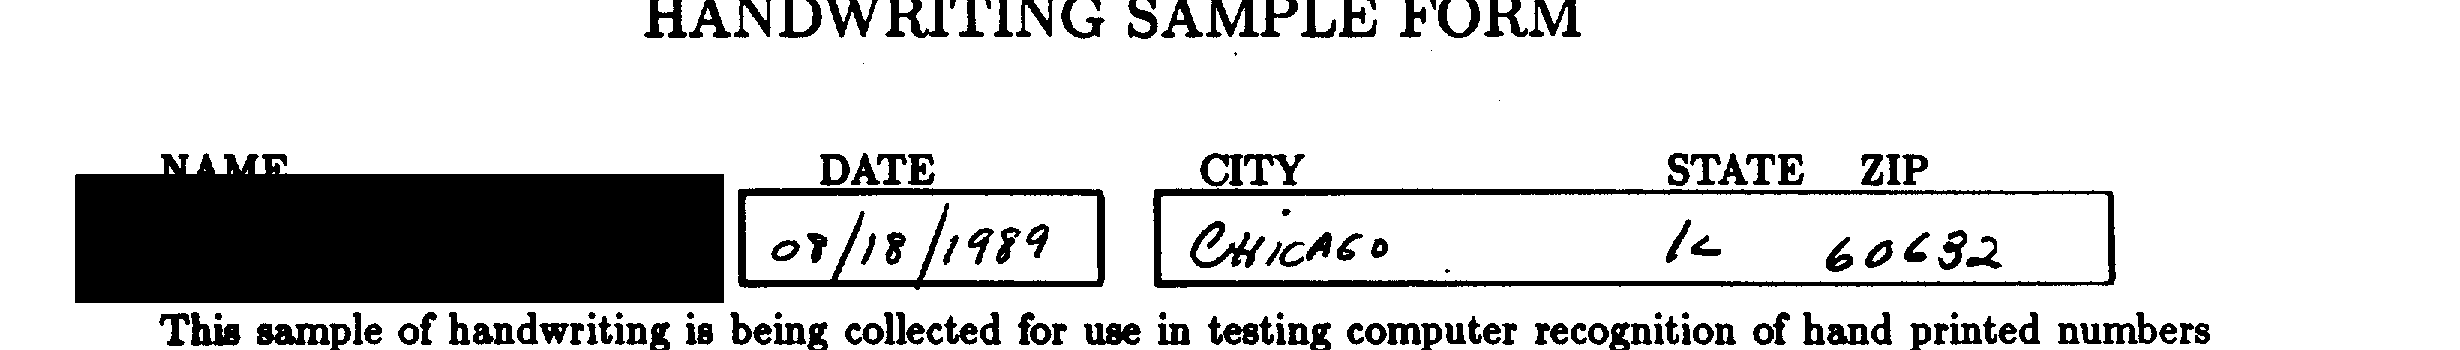 HANDWRITING SAMPLE FORM
NAME DATE CITY STATE ZIP
08/18/1989 CHiCAGO IL 60632
This sample of handwriting is being collected for use in testing computer recognition of hand printed numbers